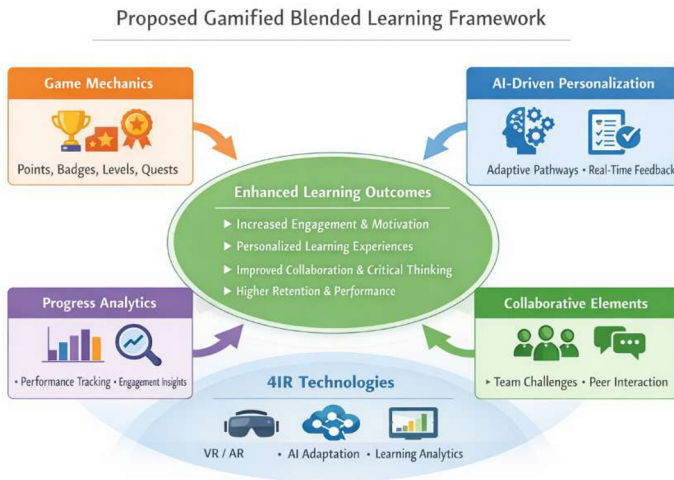 Proposed Gamified Blended Learning Framework
Game Mechanics
Points, Badges, Levels, Quests
AI-Driven Personalization
Adaptive Pathways • Real-Time Feedback
Enhanced Learning Outcomes
▶ Increased Engagement & Motivation
▶ Personalized Learning Experiences
▶ Improved Collaboration & Critical Thinking
▶ Higher Retention & Performance
Progress Analytics
• Performance Tracking • Engagement Insights
Collaborative Elements
▸ Team Challenges • Peer Interaction
4IR Technologies
VR / AR • AI Adaptation • Learning Analytics